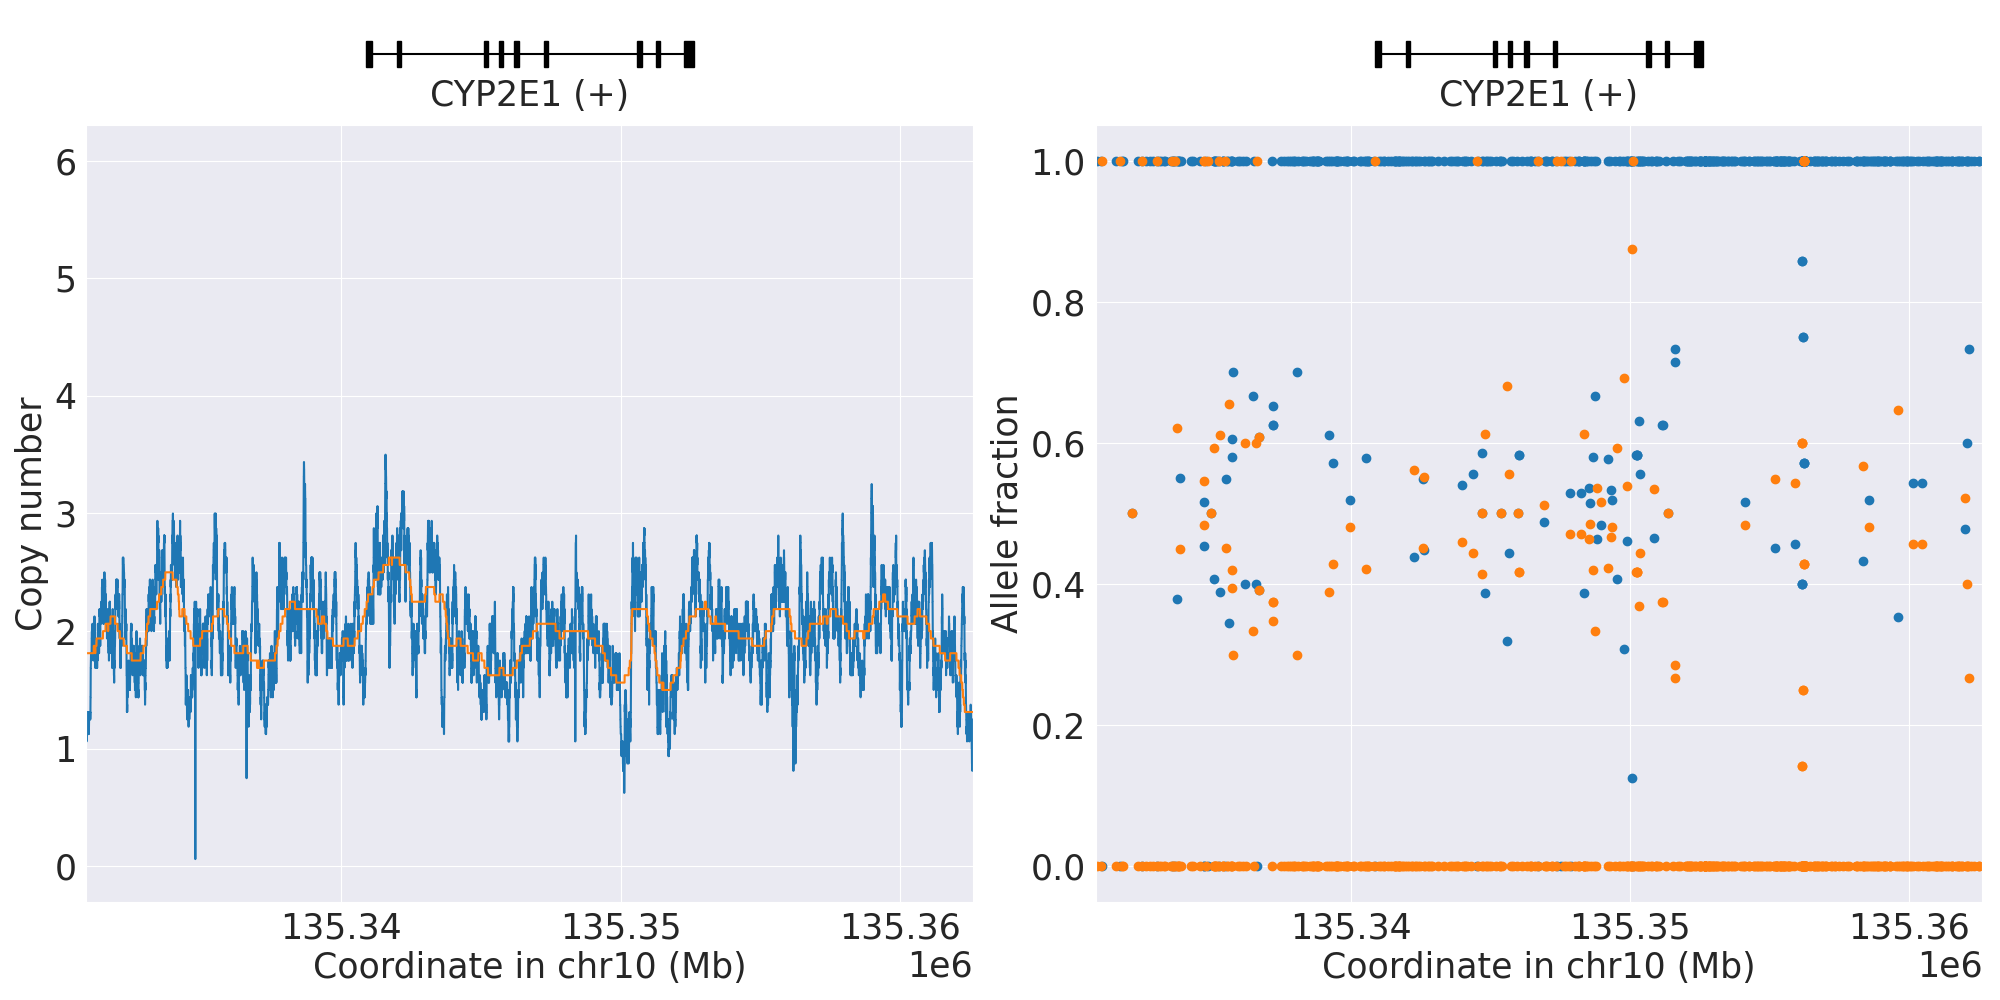 CYP2E1 (+)
6
5
4
3
2
1
0
Copy number
135.34 135.35 135.36
Coordinate in chr10 (Mb)
1e6
CYP2E1 (+)
1.0
0.8
0.6
0.4
0.2
0.0
Allele fraction
135.34 135.35 135.36
Coordinate in chr10 (Mb)
1e6